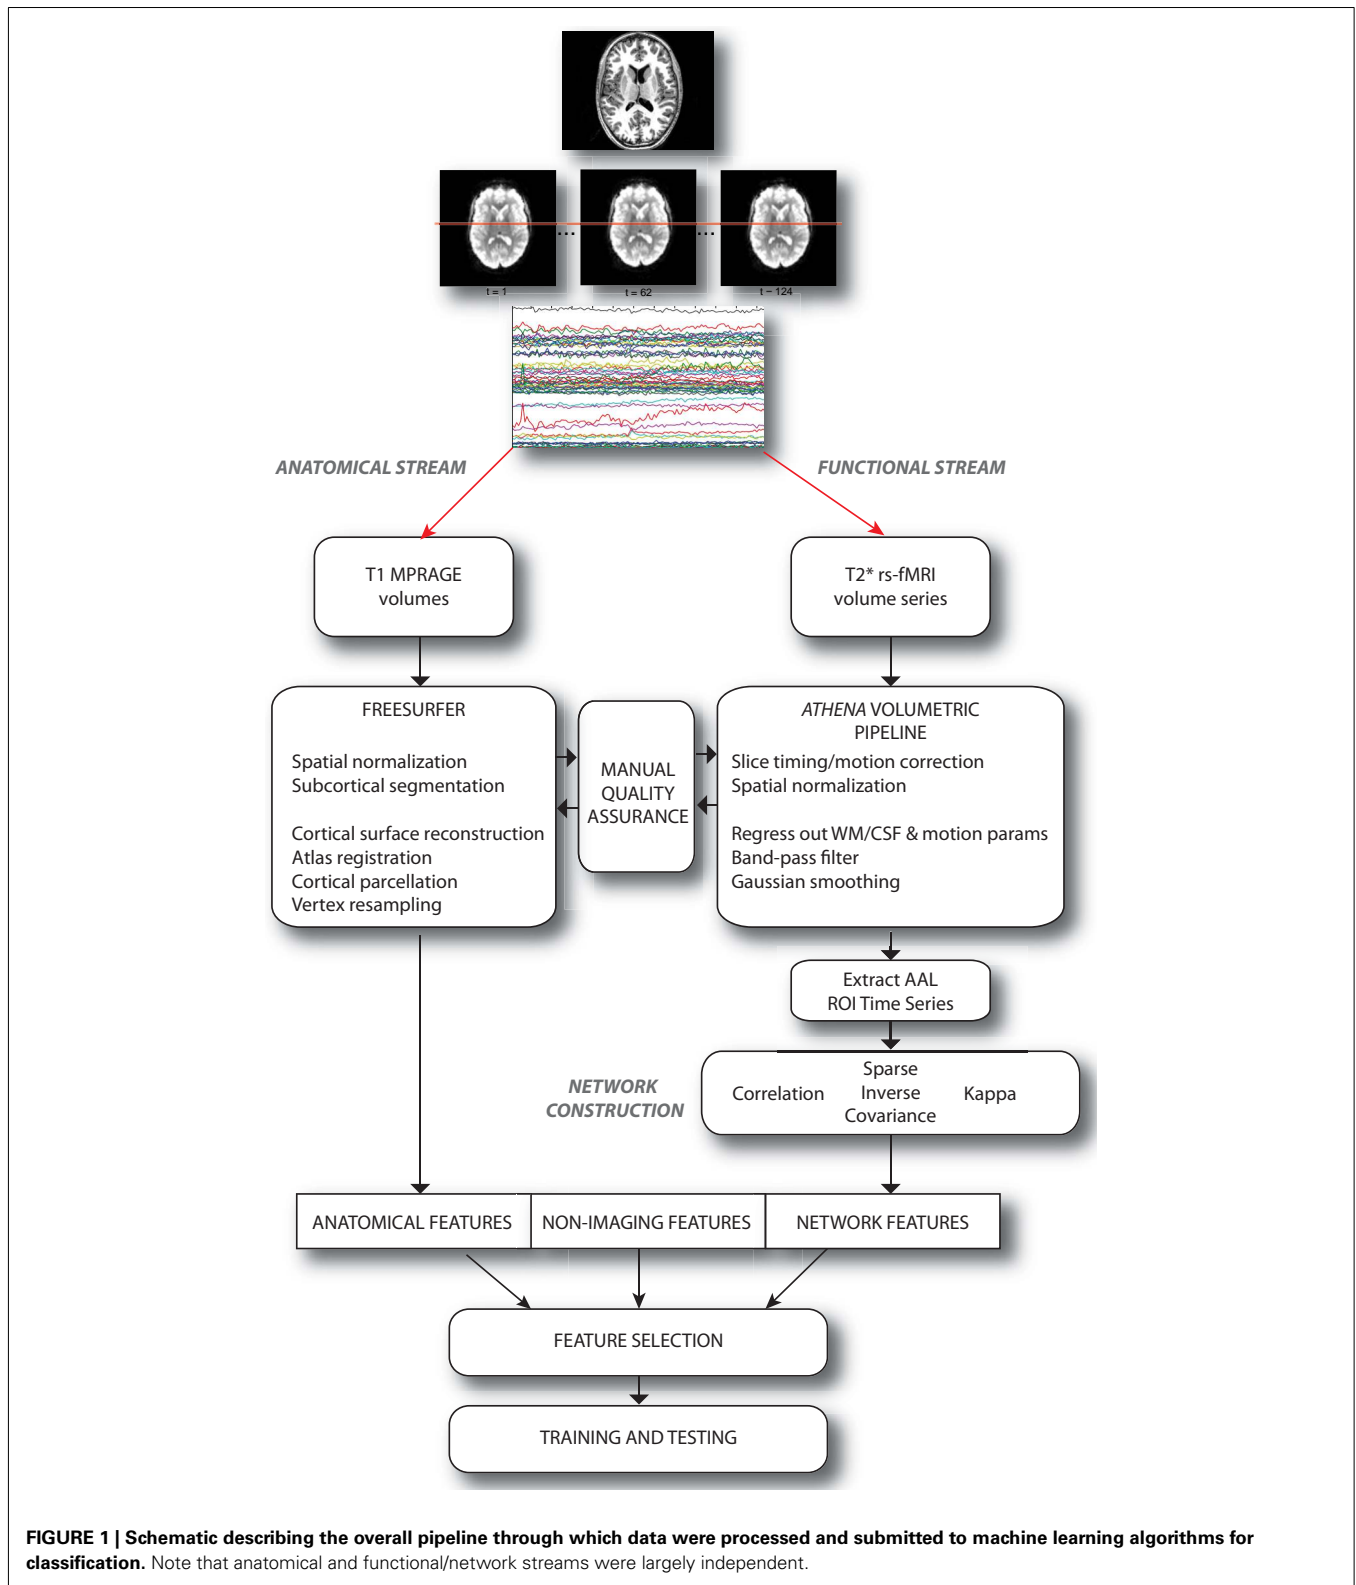 ... ...
t = 1
t = 62
t − 124
ANATOMICAL STREAM
FUNCTIONAL STREAM
T1 MPRAGE
volumes
T2* rs-fMRI
volume series
FREESURFER
Spatial normalization
Subcortical segmentation
Cortical surface reconstruction
Atlas registration
Cortical parcellation
Vertex resampling
MANUAL
QUALITY
ASSURANCE
ATHENA VOLUMETRIC
PIPELINE
Slice timing/motion correction
Spatial normalization
Regress out WM/CSF & motion params
Band-pass filter
Gaussian smoothing
Extract AAL
ROI Time Series
NETWORK
CONSTRUCTION
Correlation
Sparse
Inverse
Covariance
Kappa
ANATOMICAL FEATURES
NON-IMAGING FEATURES
NETWORK FEATURES
FEATURE SELECTION
TRAINING AND TESTING
FIGURE 1 | Schematic describing the overall pipeline through which data were processed and submitted to machine learning algorithms for
classification. Note that anatomical and functional/network streams were largely independent.